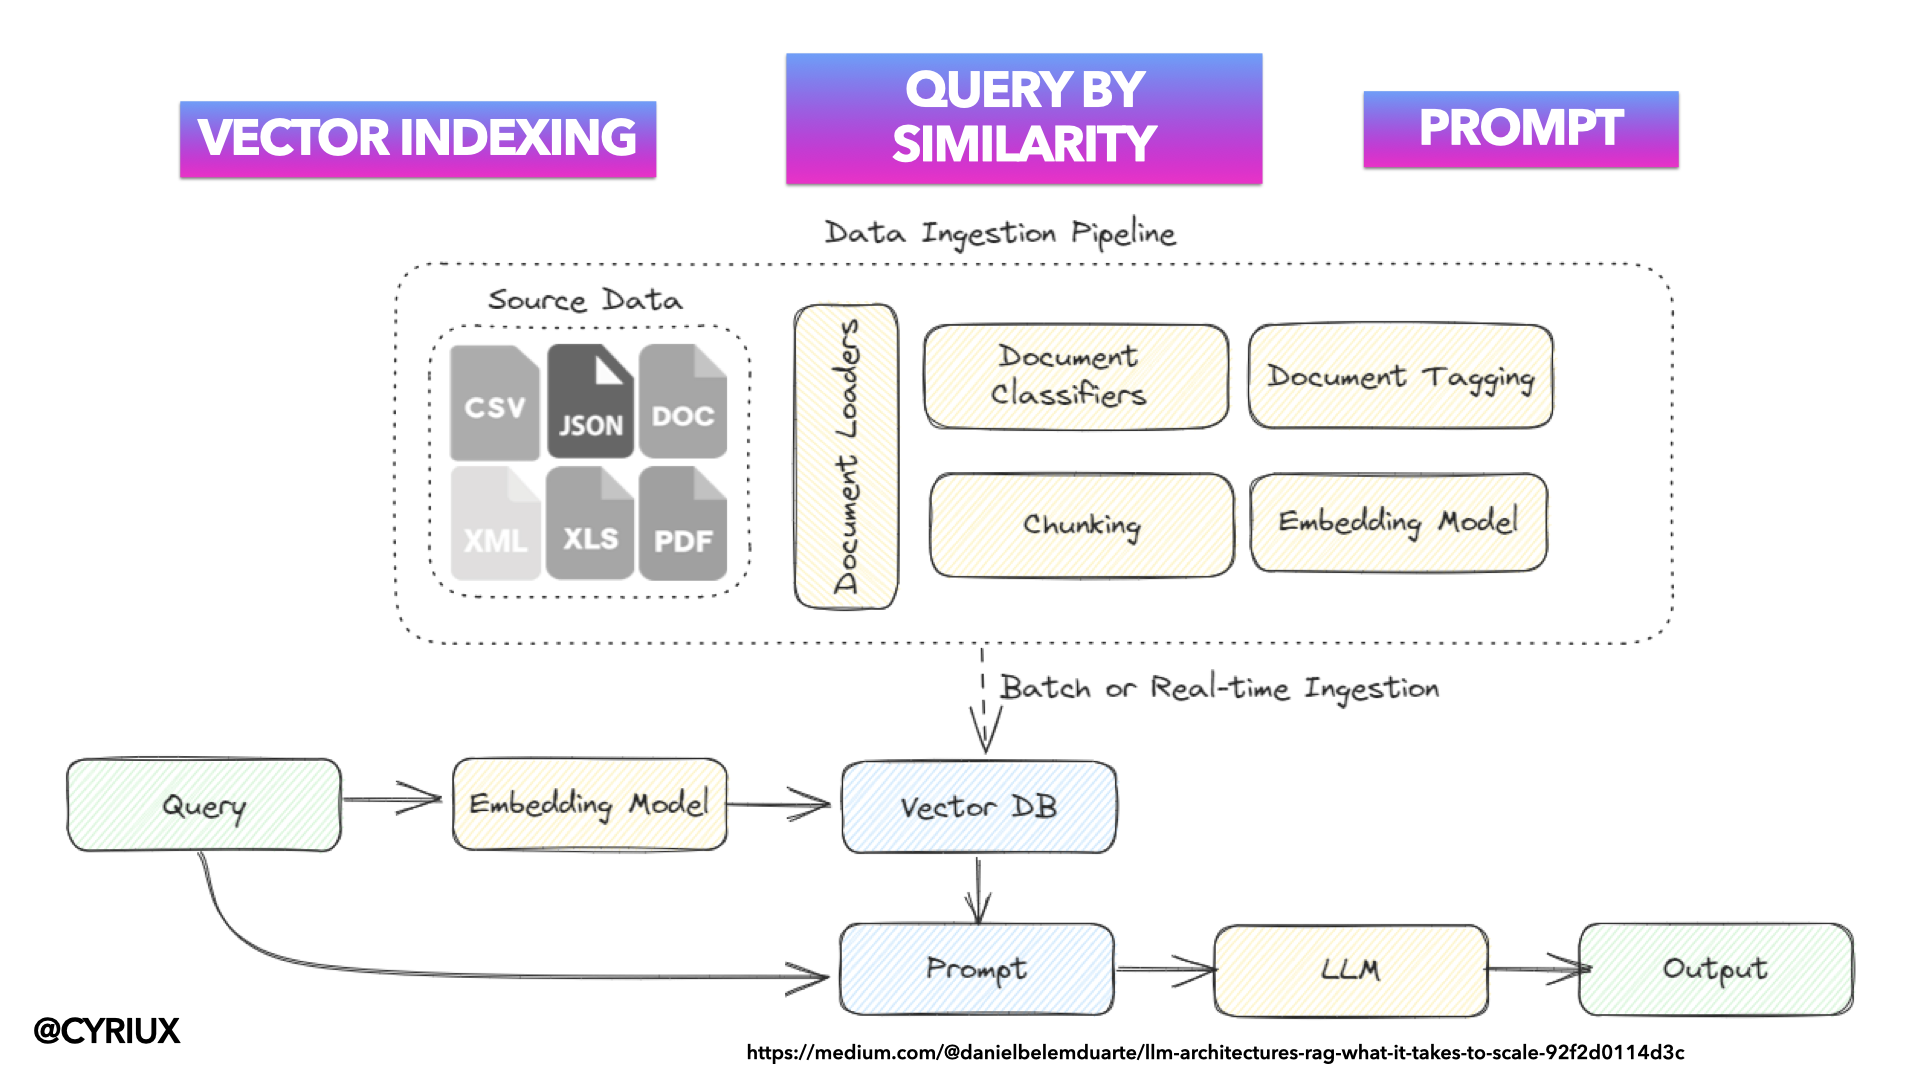 VECTOR INDEXING
QUERY BY
SIMILARITY
PROMPT
Data Ingestion Pipeline
Source Data
CSV
JSON
DOC
XML
XLS
PDF
Document Loaders
Document
Classifiers
Document Tagging
Chunking
Embedding Model
Batch or Real-time Ingestion
Query
Embedding Model
Vector DB
Prompt
LLM
Output
@CYRIUX
https://medium.com/@danielbelemduarte/llm-architectures-rag-what-it-takes-to-scale-92f2d0114d3c